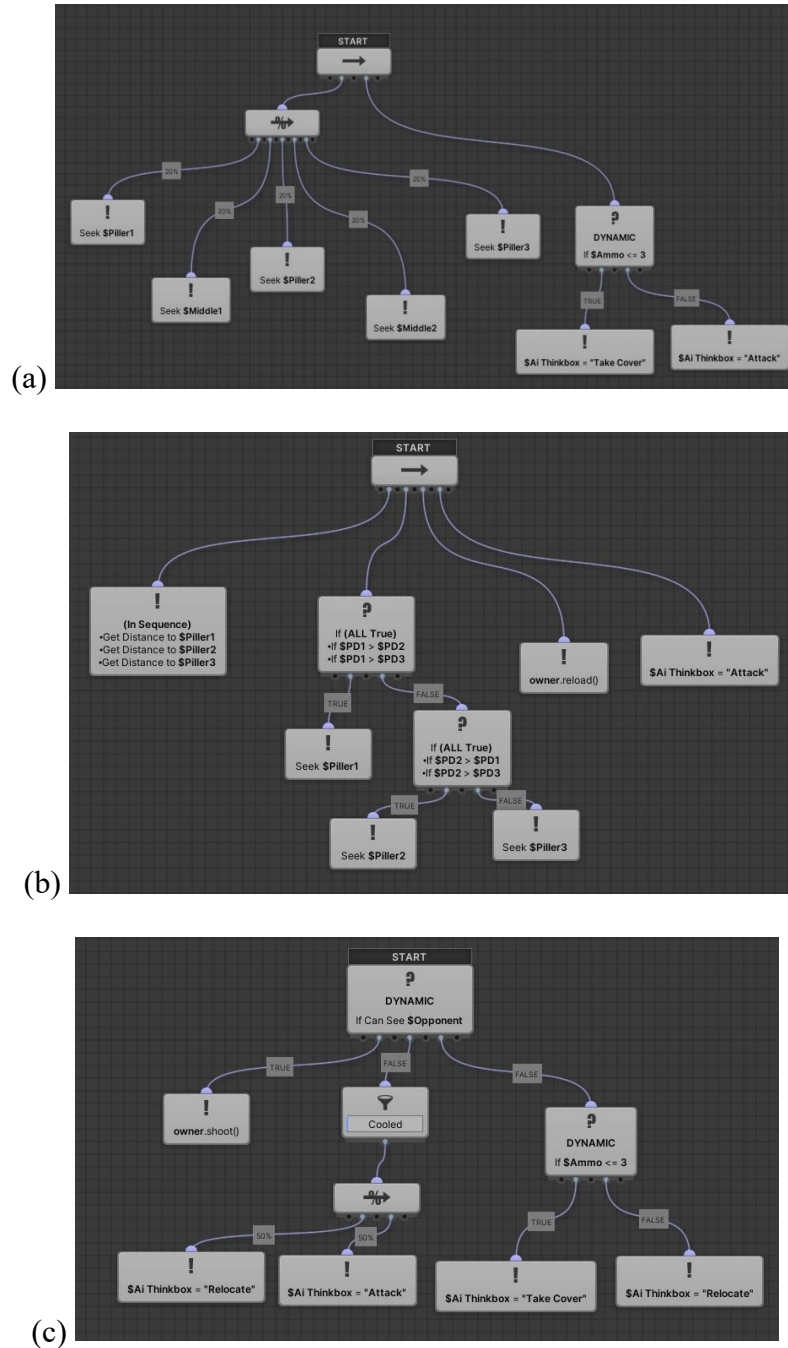 START
20%
20%
20%
20%
20%
Seek $Piller1
Seek $Middle1
Seek $Piller2
Seek $Middle2
Seek $Piller3
DYNAMIC
If $Ammo <= 3
TRUE
FALSE
$Ai Thinkbox = "Take Cover"
$Ai Thinkbox = "Attack"
(a)
START
(In Sequence)
•Get Distance to $Piller1
•Get Distance to $Piller2
•Get Distance to $Piller3
If (ALL True)
•If $PD1 > $PD2
•If $PD1 > $PD3
TRUE
FALSE
Seek $Piller1
If (ALL True)
•If $PD2 > $PD1
•If $PD2 > $PD3
TRUE
FALSE
Seek $Piller2
Seek $Piller3
owner.reload()
$Ai Thinkbox = "Attack"
(b)
START
DYNAMIC
If Can See $Opponent
TRUE
FALSE
FALSE
owner.shoot()
Cooled
50%
50%
$Ai Thinkbox = "Relocate"
$Ai Thinkbox = "Attack"
DYNAMIC
If $Ammo <= 3
TRUE
FALSE
$Ai Thinkbox = "Take Cover"
$Ai Thinkbox = "Relocate"
(c)